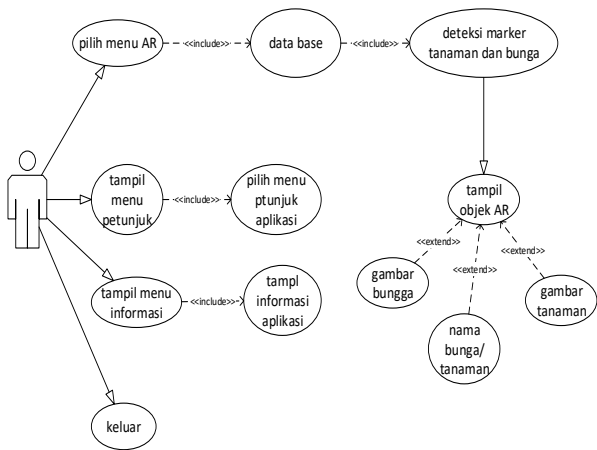 pilih menu AR
<<include>>
data base
<<include>>
deteksi marker
tanaman dan bunga
tampil
menu
petunjuk
<<include>>
pilih menu
ptunjuk
aplikasi
tampil
objek AR
<<extend>>
<<extend>>
<<extend>>
gambar
bungga
nama
bunga/
tanaman
gambar
tanaman
tampil menu
informasi
<<include>>
tampl
informasi
aplikasi
keluar